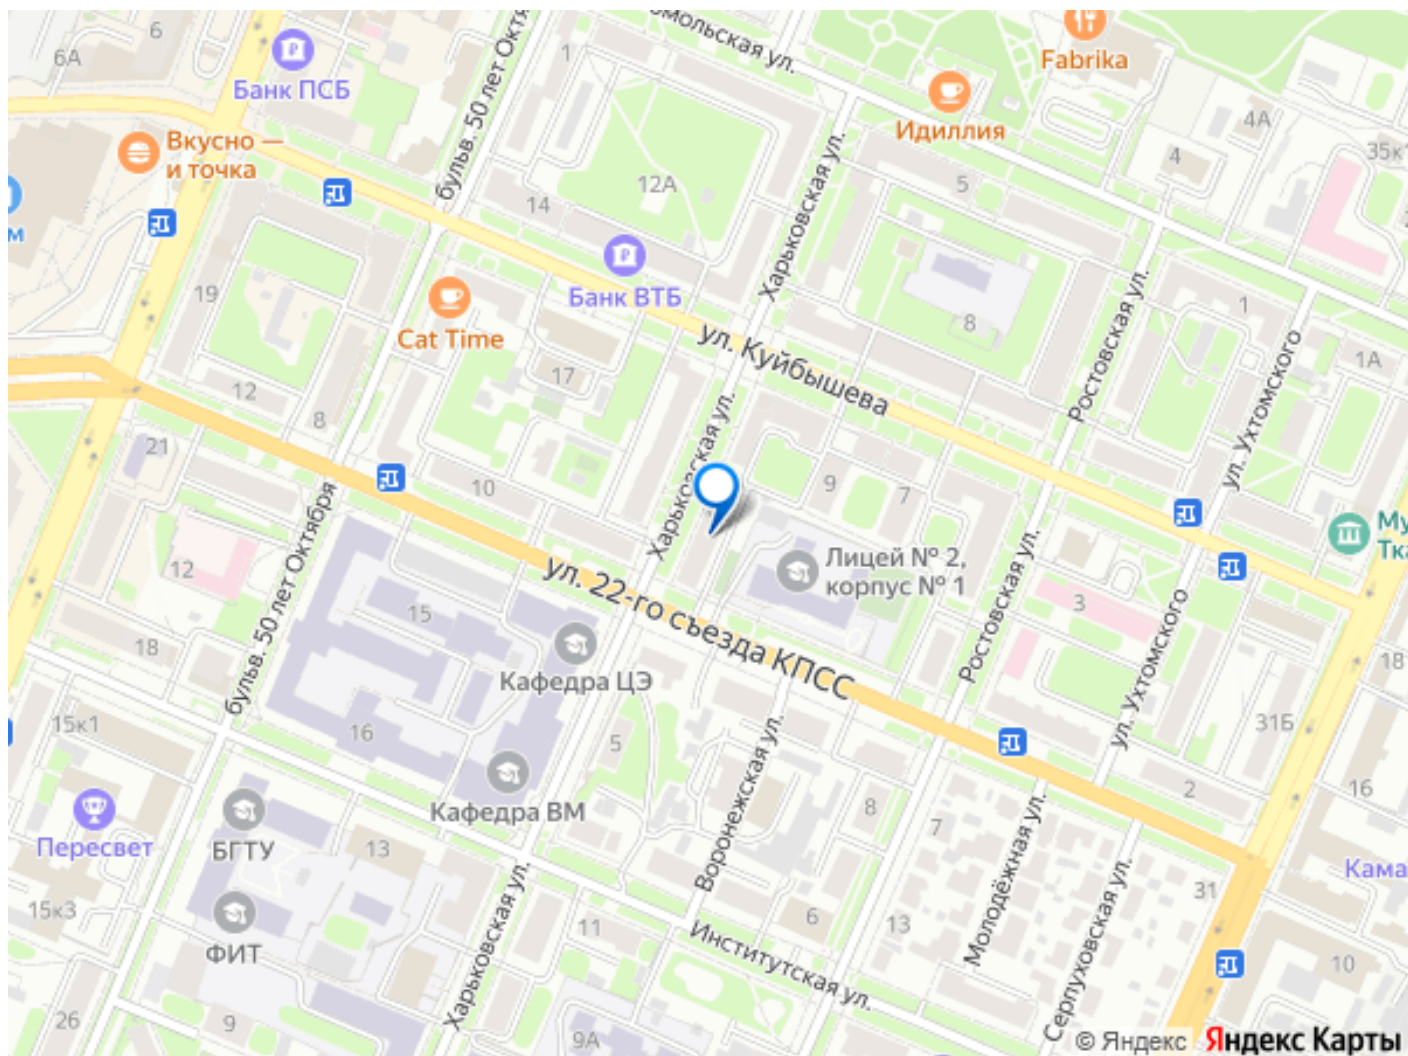 6
6А
Банк ПСБ
бульв. 50 лет Октя
1
омольская ул.
Fabrika
Идиллия
4А
35к1
4
Вкусно —
и точка
12А
5
Харьковская ул.
14
м
Банк ВТБ
19
Cat Time
8
1
ул. Куйбышева
Ростовская ул.
ул. Ухтомского
1А
17
12
8
21
10
Харьковская ул.
9
7
Му
Тка
Лицей № 2,
корпус № 1
ул. 22-го съезда КПСС
бульв. 50 лет Октября
12
15
18
Кафедра ЦЭ
Ростовская ул.
3
ул. Ухтомского
18
15к1
16
5
31Б
Кафедра ВМ
Воронежская ул.
8
7
2
16
Пересвет
БГТУ
13
Молодёжная ул.
Серпуховская ул.
31
Кама
15к3
ФИТ
Харьковская ул.
11
6
13
Институтская ул.
10
26
9
9А
© Яндекс Яндекс Карты